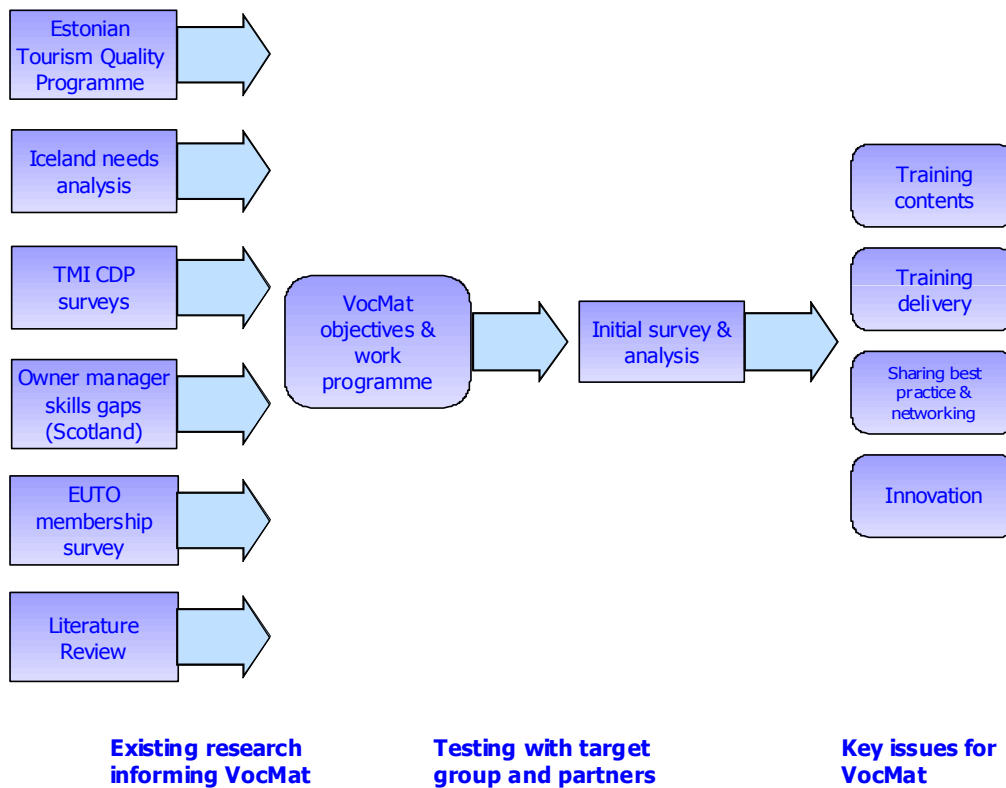 Estonian
Tourism Quality
Programme
Iceland needs
analysis
TMI CDP
surveys
Owner manager
skills gaps
(Scotland)
EUTO
membership
survey
Literature
Review
VocMat
objectives &
work
programme
Initial survey &
analysis
Training
contents
Training
delivery
Sharing best
practice &
networking
Innovation
Existing research
informing VocMat
Testing with target
group and partners
Key issues for
VocMat